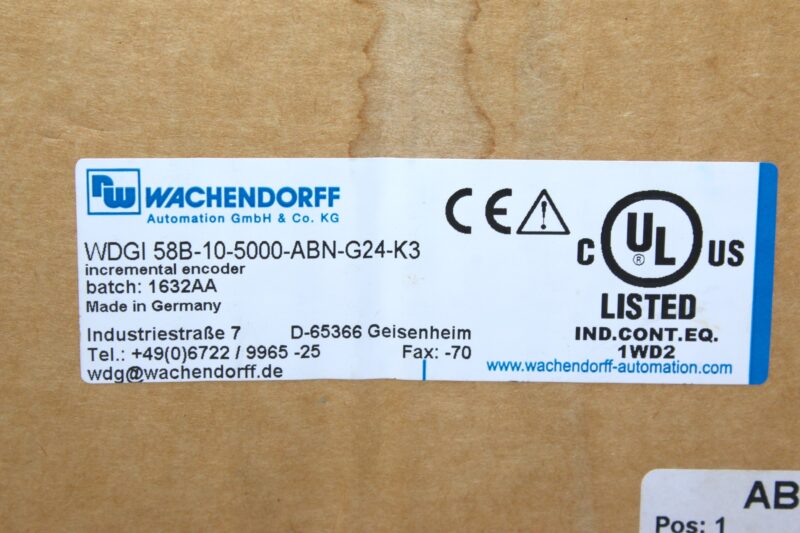 rw WACHENDORFF
Automation GmbH & Co. KG
WDGI 58B-10-5000-ABN-G24-K3
incremental encoder
batch: 1632AA
Made in Germany
Industriestraße 7 D-65366 Geisenheim
Tel.: +49(0)6722 / 9965 -25 Fax: -70
wdg@wachendorff.de
CE
C UL ® US
LISTED
IND.CONT.EQ.
1WD2
www.wachendorff-automation.com
AB
Pos: 1